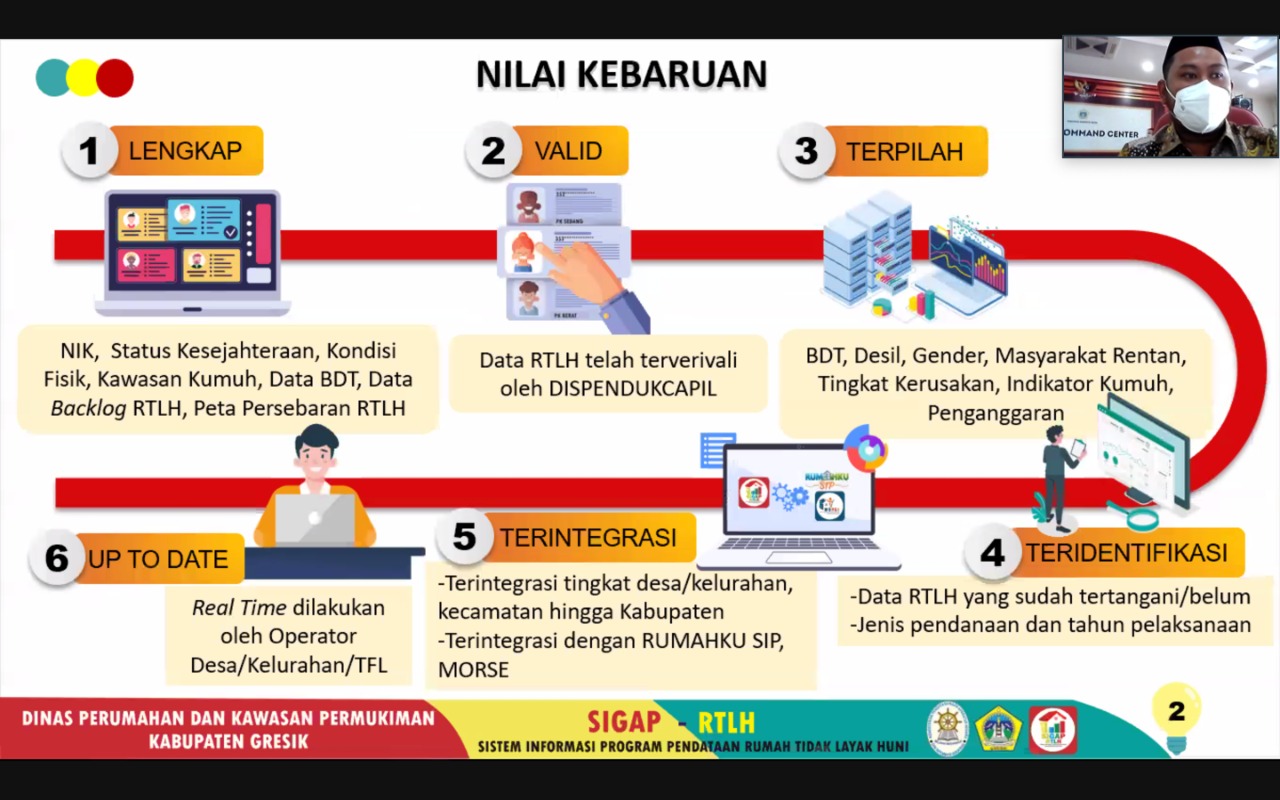 NILAI KEBARUAN
OMMAND CENTER
1 LENGKAP
NIK, Status Kesejahteraan, Kondisi
Fisik, Kawasan Kumuh, Data BDT, Data
Backlog RTLH, Peta Persebaran RTLH
2 VALID
PK SEDANG
PK BERAT
Data RTLH telah terverivali
oleh DISPENDUKCAPIL
3 TERPILAH
BDT, Desil, Gender, Masyarakat Rentan,
Tingkat Kerusakan, Indikator Kumuh,
Penganggaran
4 TERIDENTIFIKASI
-Data RTLH yang sudah tertangani/belum
-Jenis pendanaan dan tahun pelaksanaan
5 TERINTEGRASI
RUMAHKU
SIP
-Terintegrasi tingkat desa/kelurahan,
kecamatan hingga Kabupaten
-Terintegrasi dengan RUMAHKU SIP,
MORSE
6 UP TO DATE
Real Time dilakukan
oleh Operator
Desa/Kelurahan/TFL
DINAS PERUMAHAN DAN KAWASAN PERMUKIMAN
KABUPATEN GRESIK
SIGAP - RTLH
SISTEM INFORMASI PROGRAM PENDATAAN RUMAH TIDAK LAYAK HUNI
SIGAP
RTLH
2